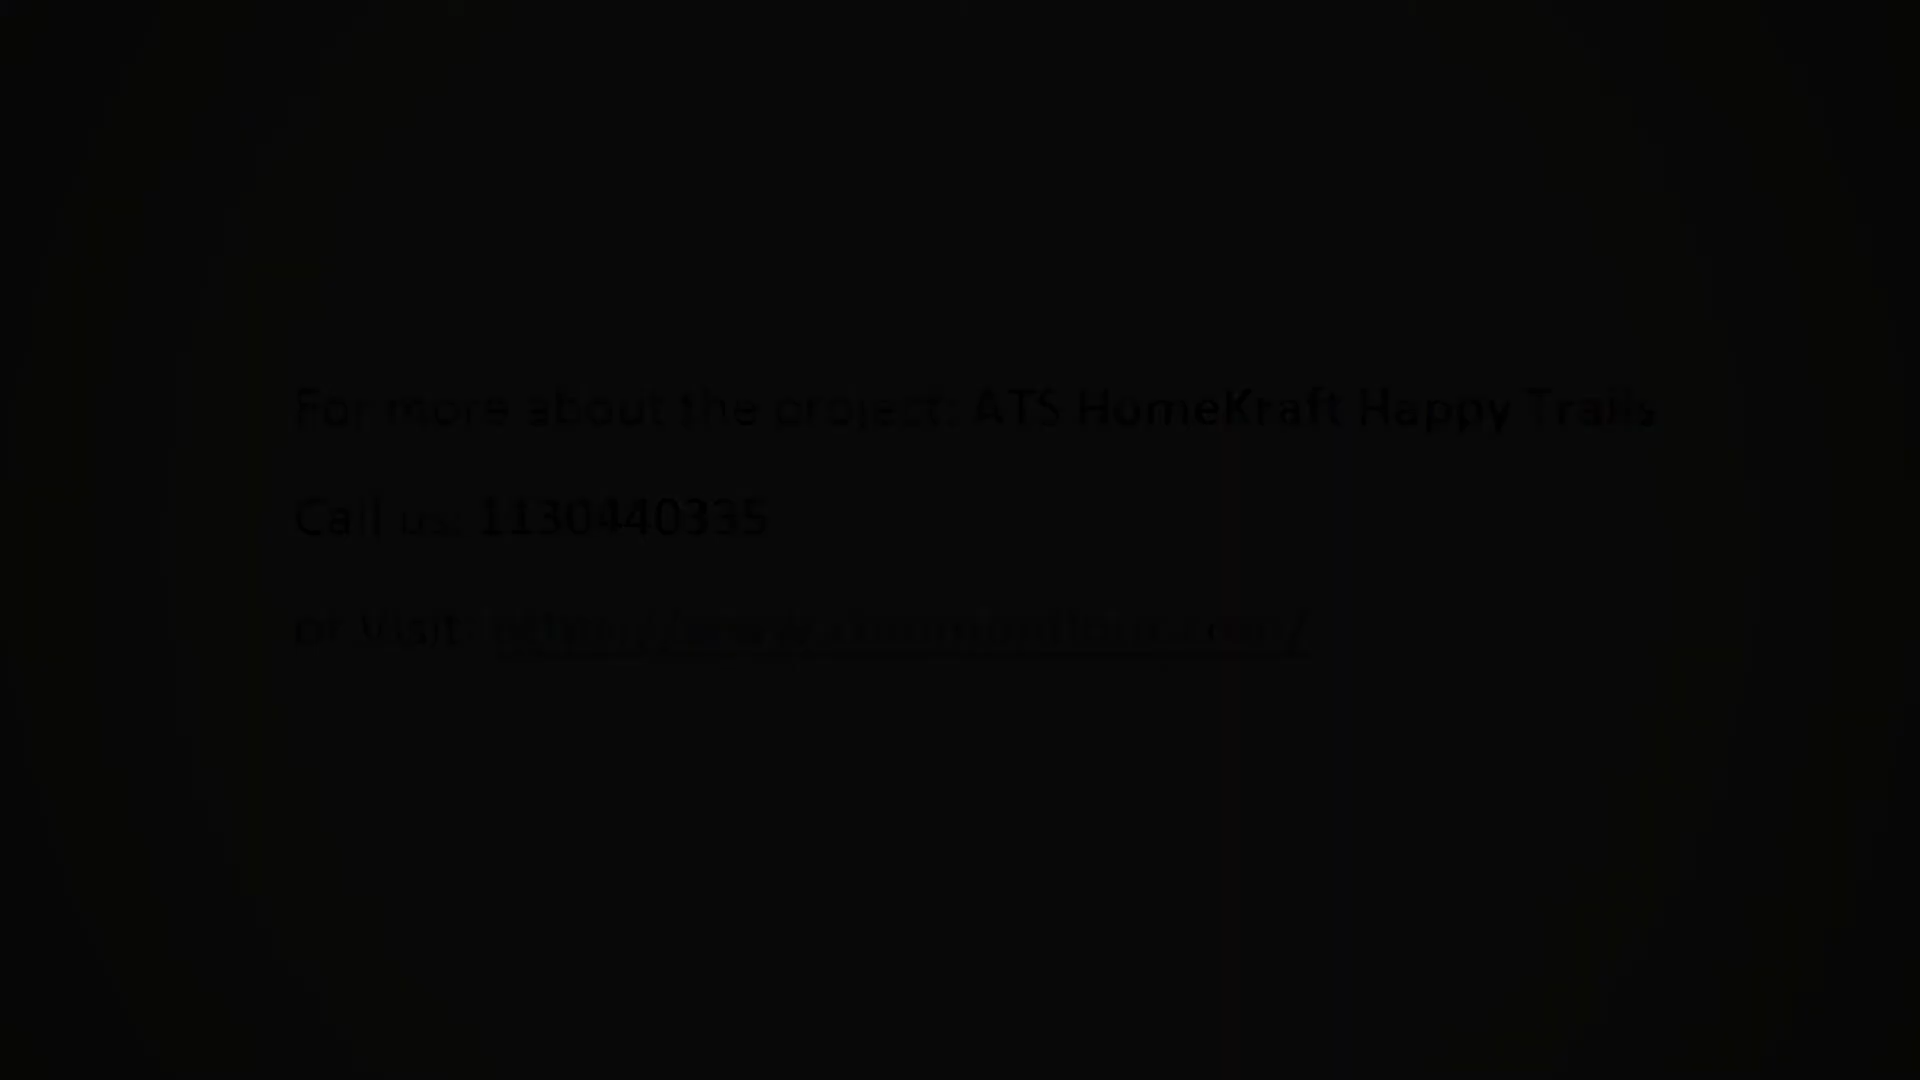 For more about the project: ATS HomeKraft Happy Trails
Call us: 1130440335
or Visit: